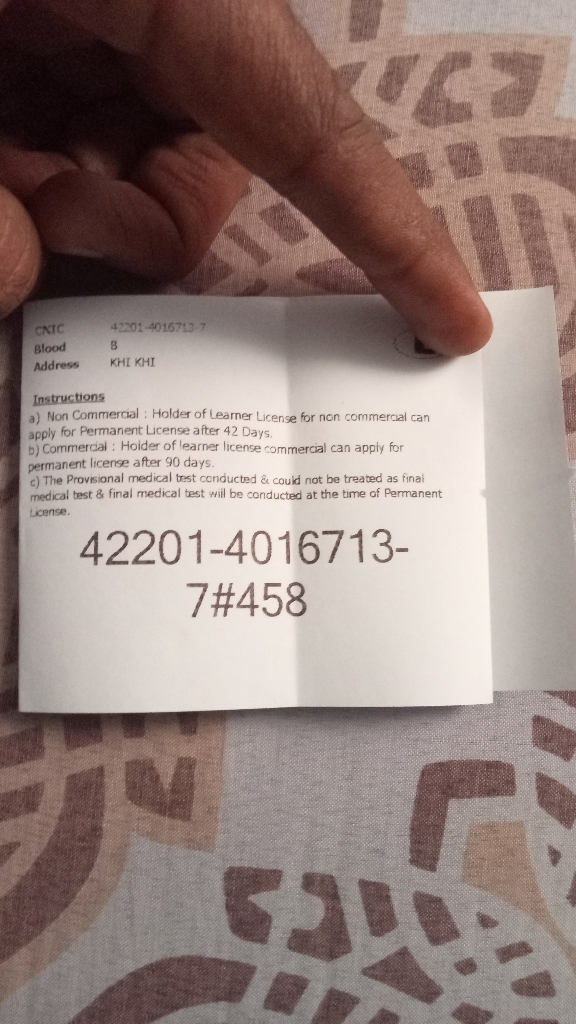 CNIC 42201-4016713-7
Blood B
Address KHI KHI
Instructions
a) Non Commercial : Holder of Learner License for non commercial can
apply for Permanent License after 42 Days.
b) Commercial : Holder of learner license commercial can apply for
permanent license after 90 days.
c) The Provisional medical test conducted & could not be treated as final
medical test & final medical test will be conducted at the time of Permanent
License.
42201-4016713-
7#458